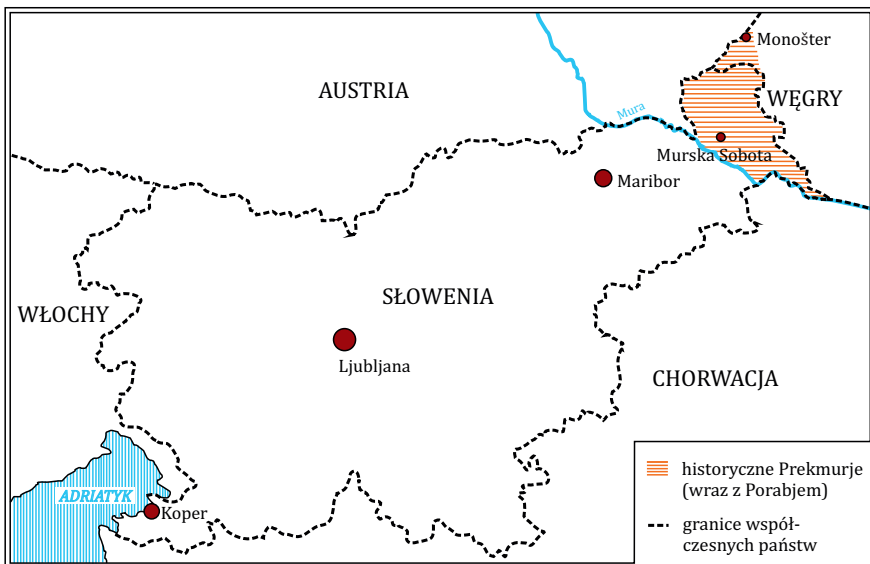 Monošter
AUSTRIA
WĘGRY
Mura
Murska Sobota
Maribor
SŁOWENIA
WŁOCHY
Ljubljana
CHORWACJA
ADRIATYK
Koper
historyczne Prekmurje
(wraz z Porabjem)
granice współ-
czesnych państw